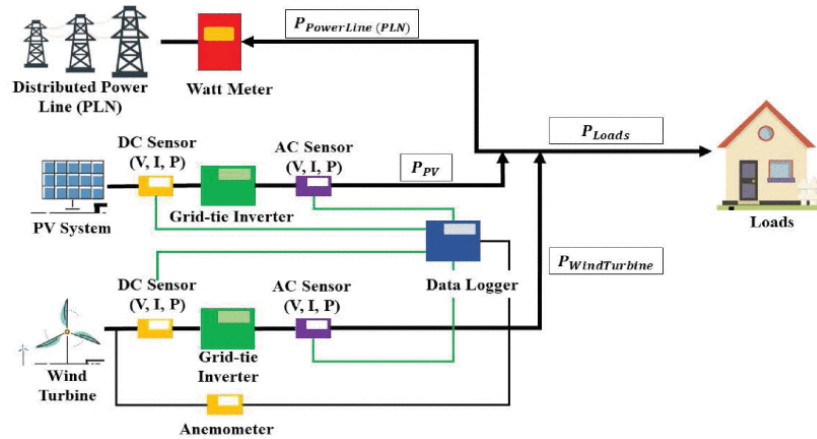 P_PowerLine (PLN)
Distributed Power
Line (PLN)
Watt Meter
DC Sensor
(V, I, P)
AC Sensor
(V, I, P)
P_Loads
P_PV
PV System
Grid-tie Inverter
Loads
P_WindTurbine
DC Sensor
(V, I, P)
AC Sensor
(V, I, P)
Data Logger
Wind
Turbine
Grid-tie
Inverter
Anemometer